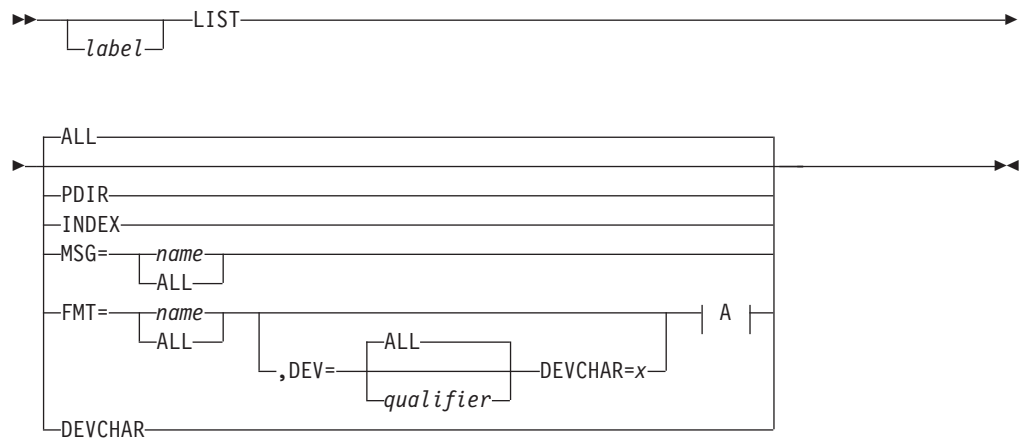 LIST
label
ALL
PDIR
INDEX
MSG= name
ALL
FMT= name A
ALL ALL
,DEV= DEVCHAR=x
qualifier
DEVCHAR